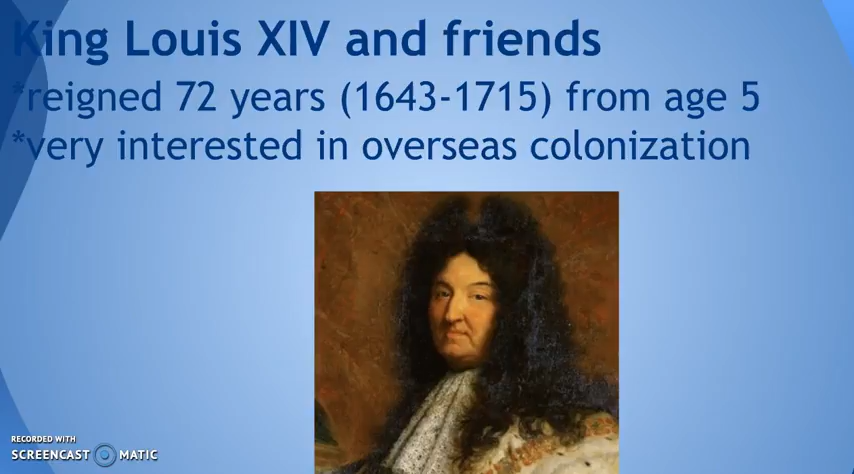 King Louis XIV and friends
*reigned 72 years (1643-1715) from age 5
*very interested in overseas colonization
RECORDED WITH
SCREENCAST MATIC